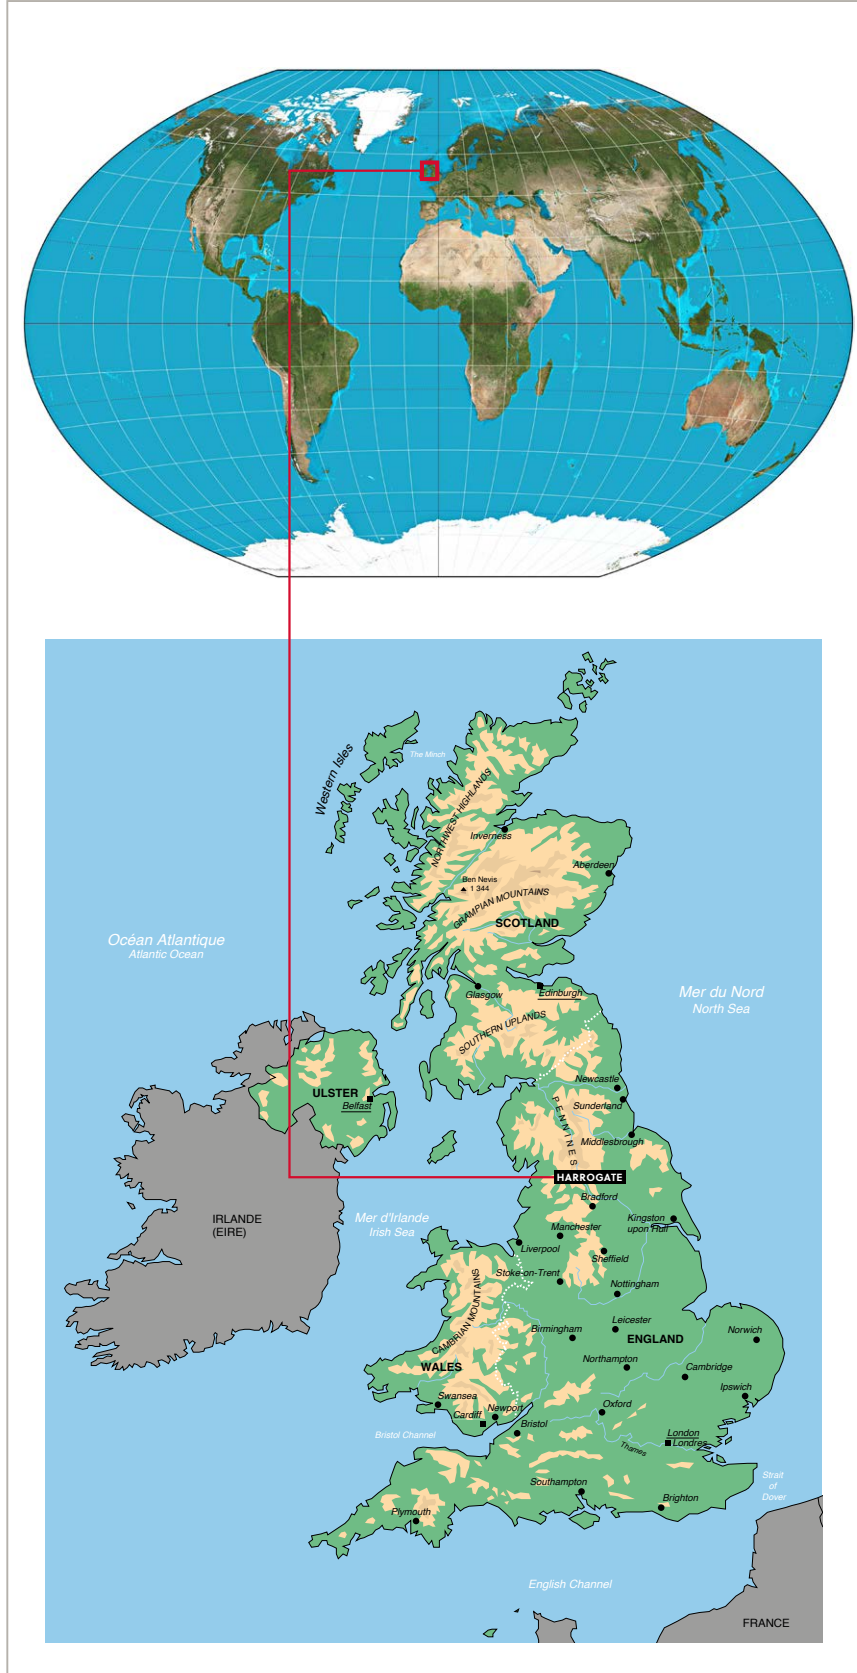 Western Isles
The Minch
NORTHWEST HIGHLANDS
Inverness
Aberdeen
Ben Nevis
1 344
GRAMPIAN MOUNTAINS
SCOTLAND
Océan Atlantique
Atlantic Ocean
Glasgow
Edinburgh
Mer du Nord
North Sea
SOUTHERN UPLANDS
Newcastle
ULSTER
Belfast
Sunderland
PENNINES
Middlesbrough
HARROGATE
Bradford
IRLANDE
(EIRE)
Mer d'Irlande
Irish Sea
Manchester
Kingston
upon Hull
Liverpool
Sheffield
Stoke-on-Trent
Nottingham
CAMBRIAN MOUNTAINS
Leicester
Birmingham
ENGLAND
Norwich
WALES
Northampton
Cambridge
Ipswich
Swansea
Newport
Cardiff
Oxford
Bristol
Bristol Channel
London
Londres
Thames
Southampton
Strait
of
Dover
Brighton
Plymouth
English Channel
FRANCE